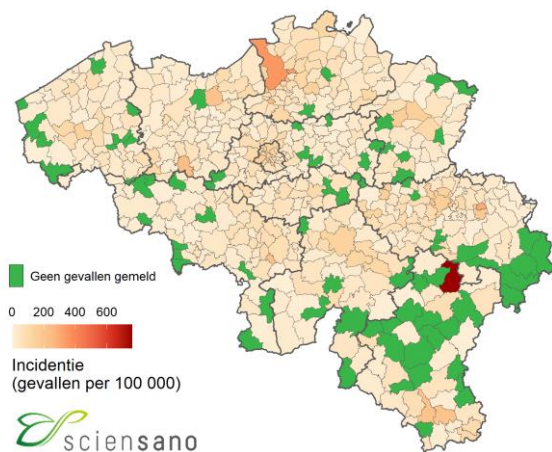 Geen gevallen gemeld
0 200 400 600
Incidentie
(gevallen per 100 000)
sciensano